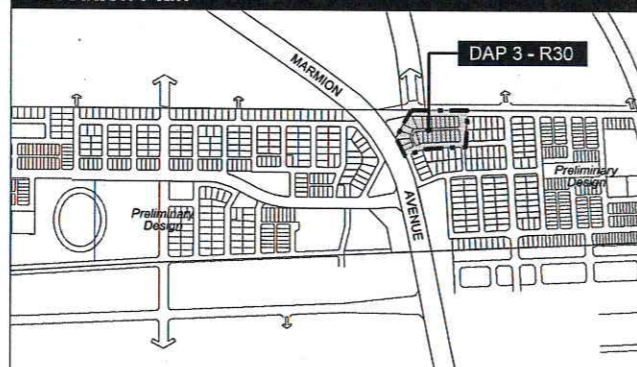 MARMION
DAP 3 - R30
Preliminary
Design
Preliminary
Design
AVENUE